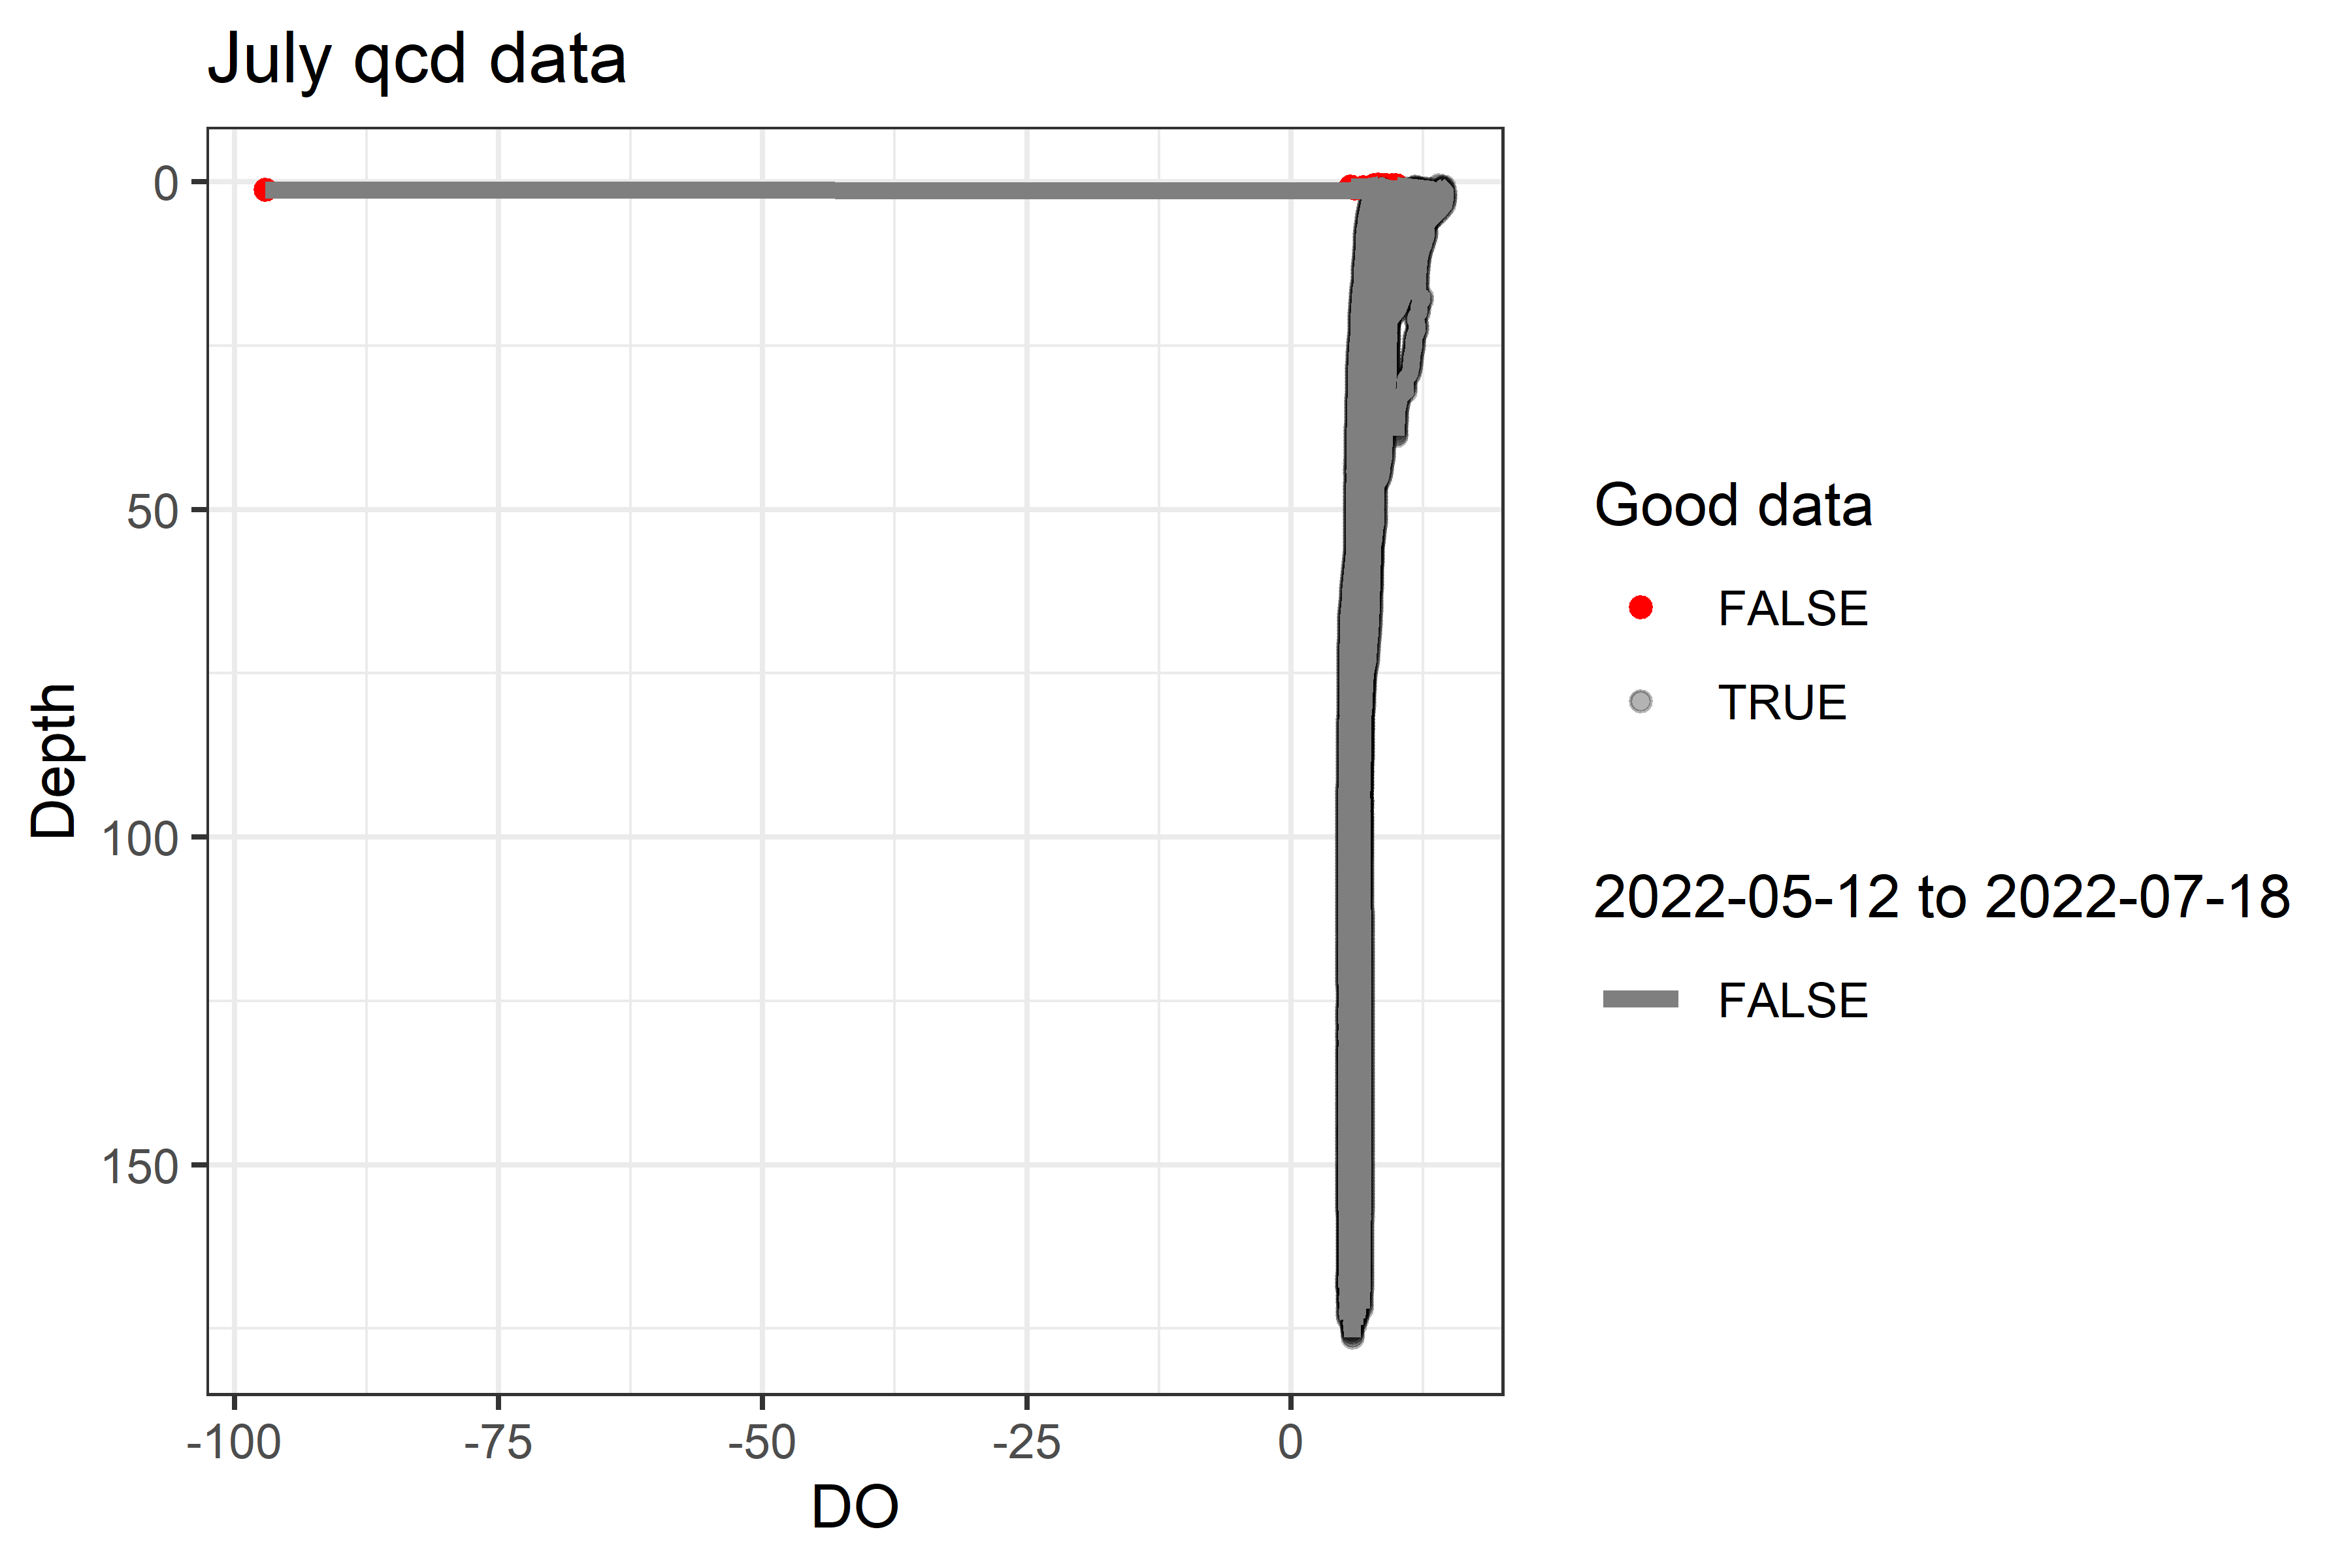 July qcd data
0
50
100
150
Depth
-100 -75 -50 -25 0
DO
Good data
FALSE
TRUE
2022-05-12 to 2022-07-18
FALSE